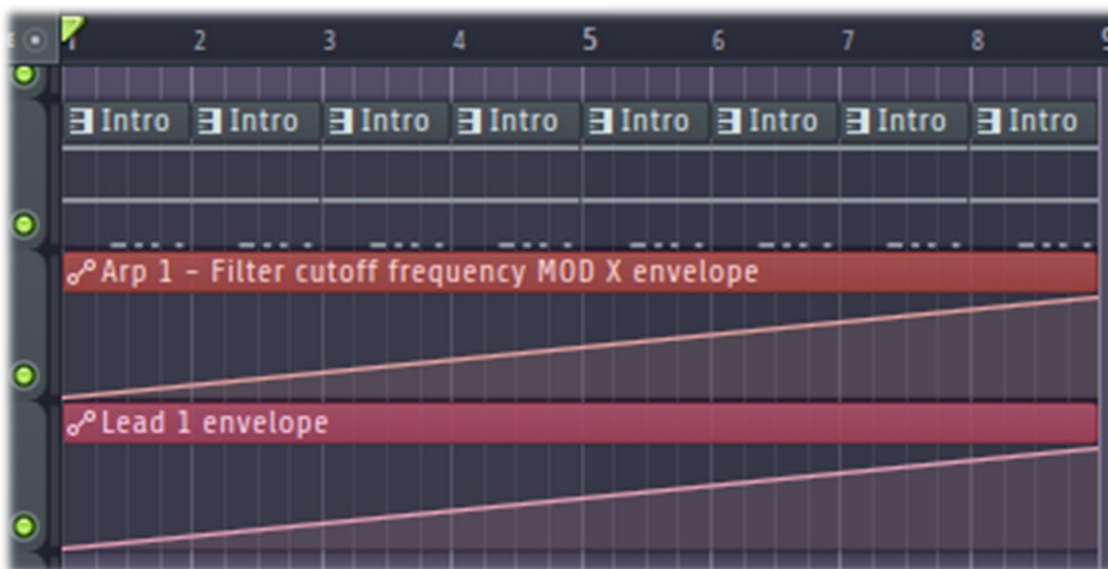 1 2 3 4 5 6 7 8 9
Intro Intro Intro Intro Intro Intro Intro Intro
Arp 1 - Filter cutoff frequency MOD X envelope
Lead 1 envelope